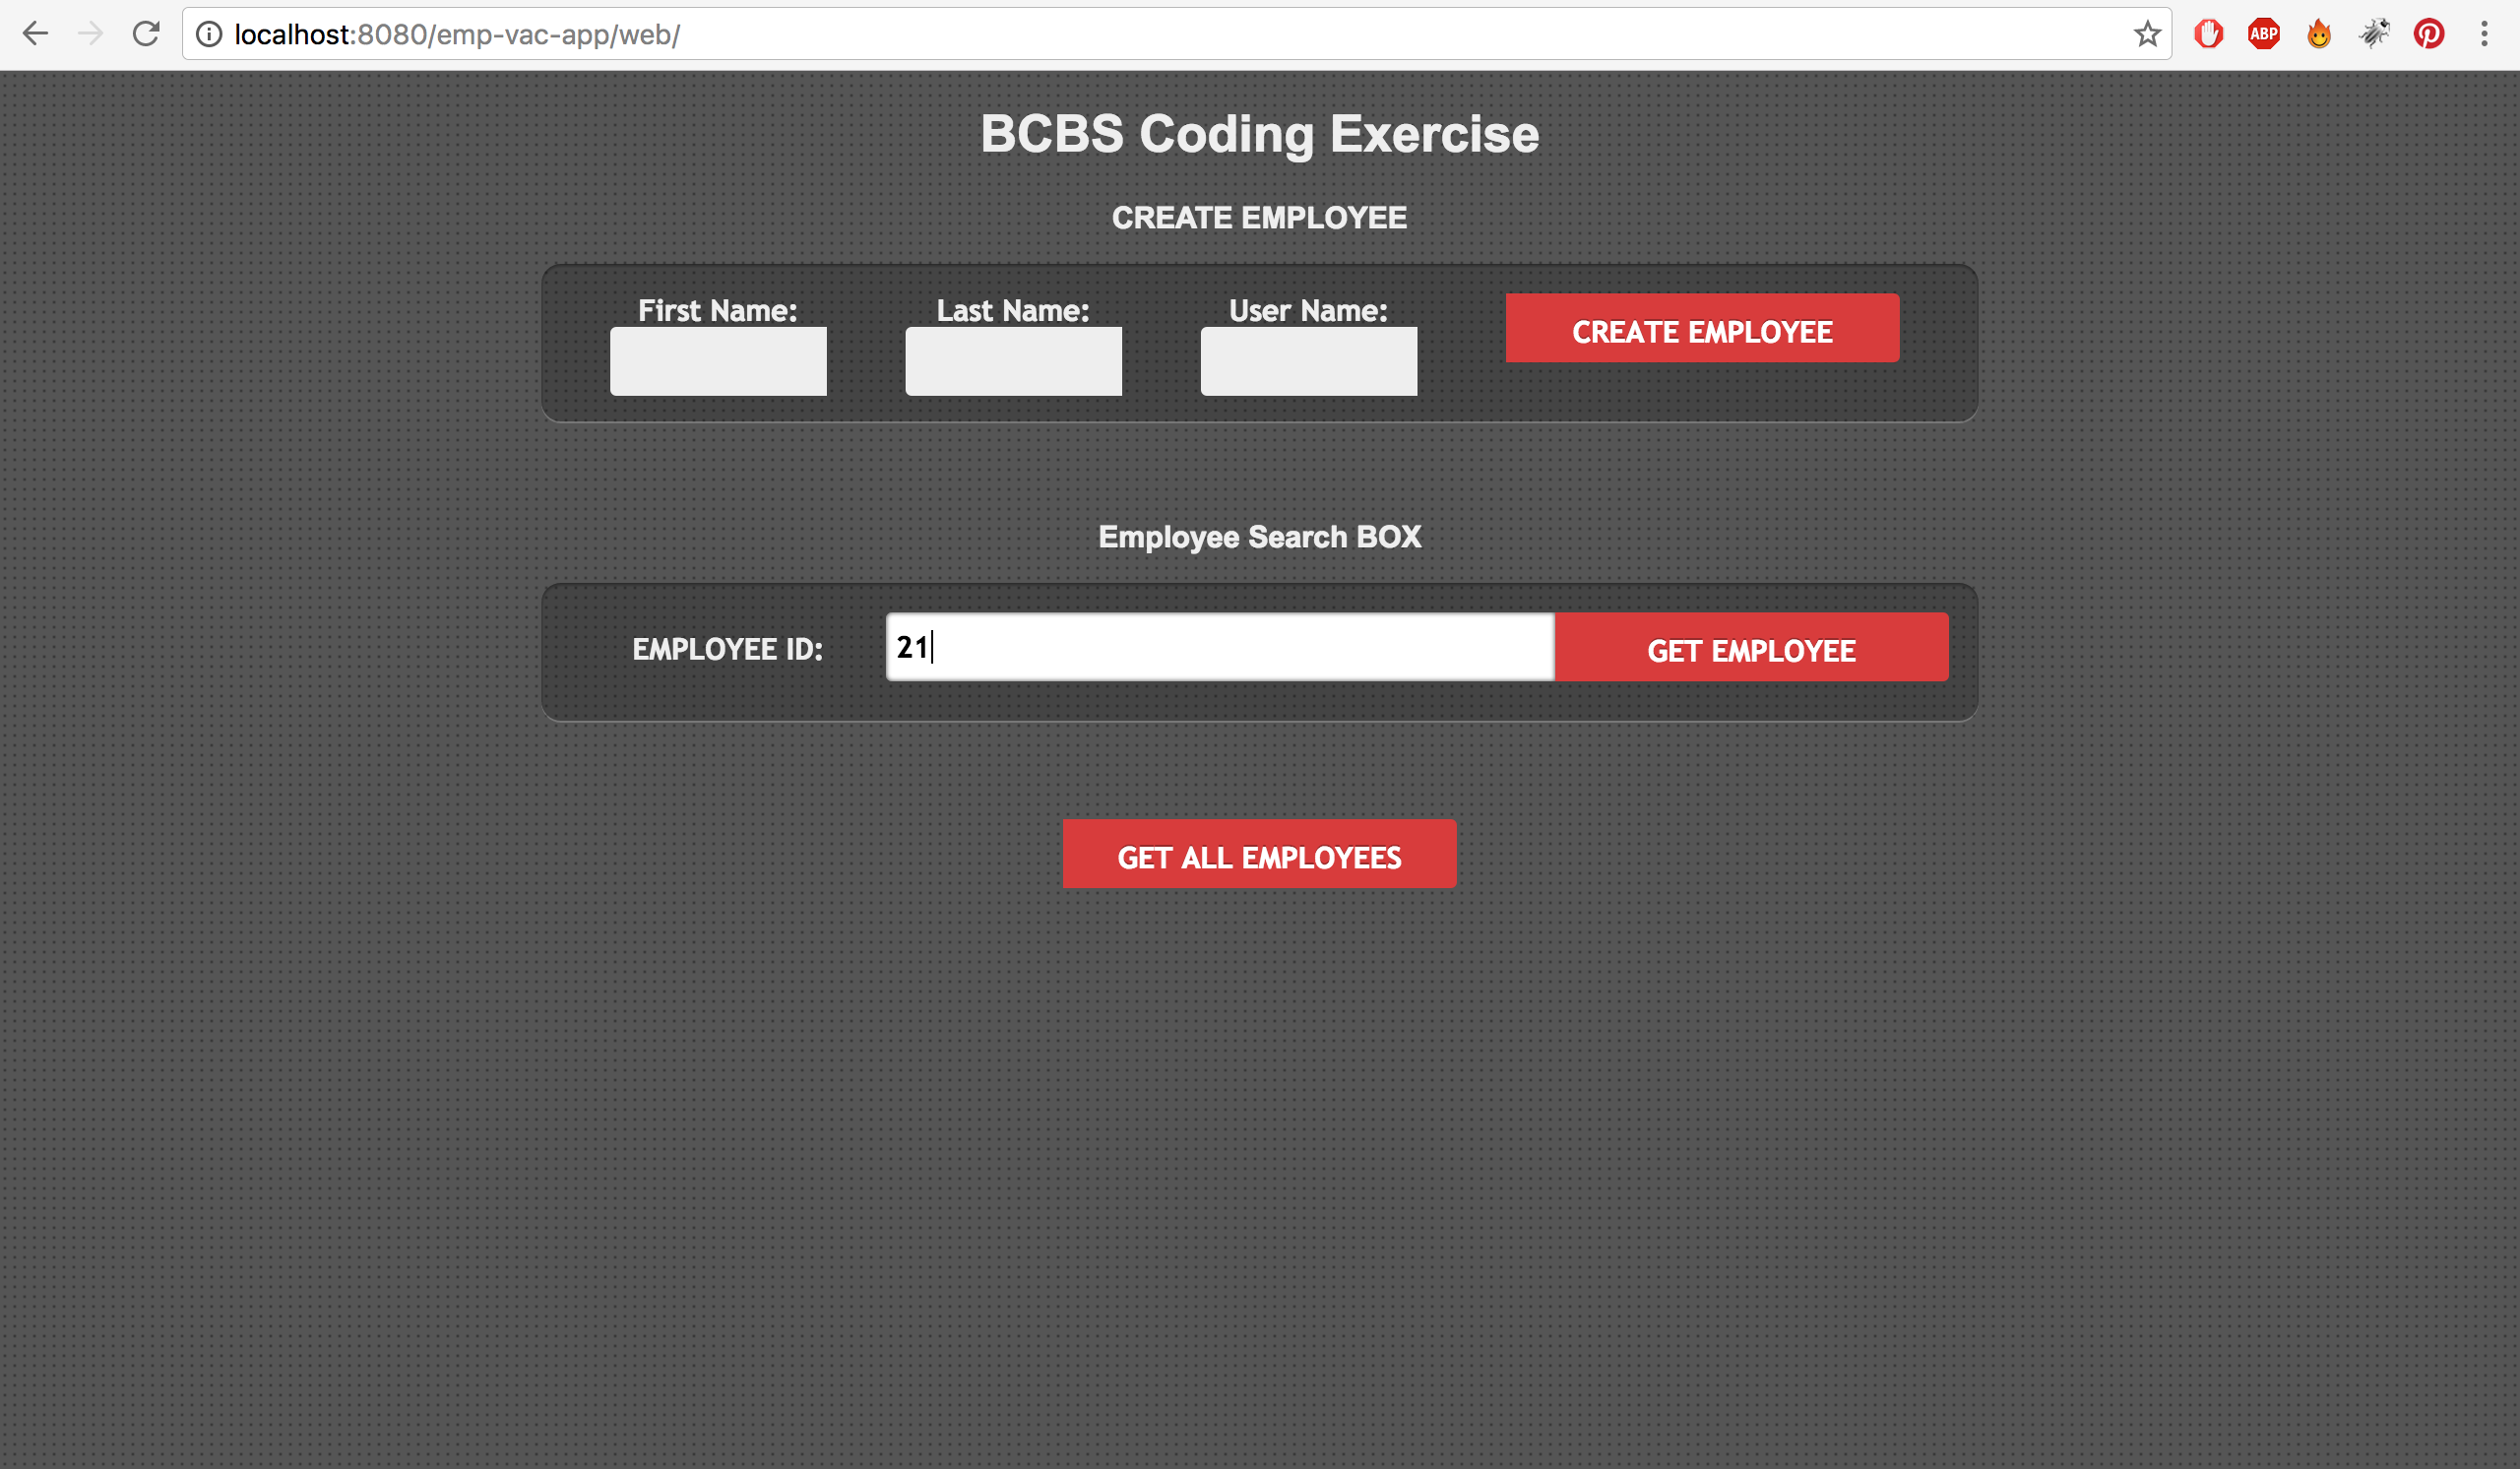 localhost:8080/emp-vac-app/web/
ABP
BCBS Coding Exercise
CREATE EMPLOYEE
First Name: Last Name: User Name: CREATE EMPLOYEE
Employee Search BOX
EMPLOYEE ID: 21 GET EMPLOYEE
GET ALL EMPLOYEES